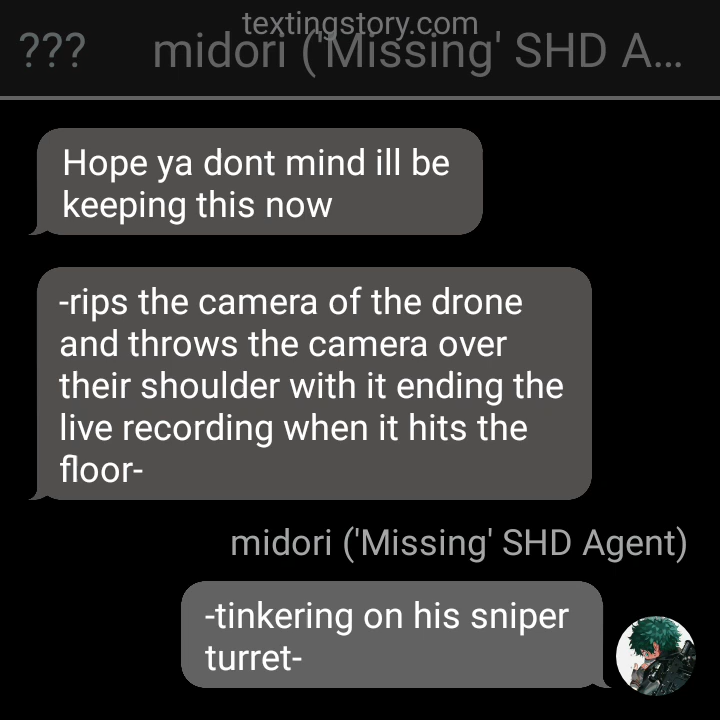 textingstory.com
??? midori ('Missing' SHD A...
Hope ya dont mind ill be
keeping this now
-rips the camera of the drone
and throws the camera over
their shoulder with it ending the
live recording when it hits the
floor-
midori ('Missing' SHD Agent)
-tinkering on his sniper
turret-